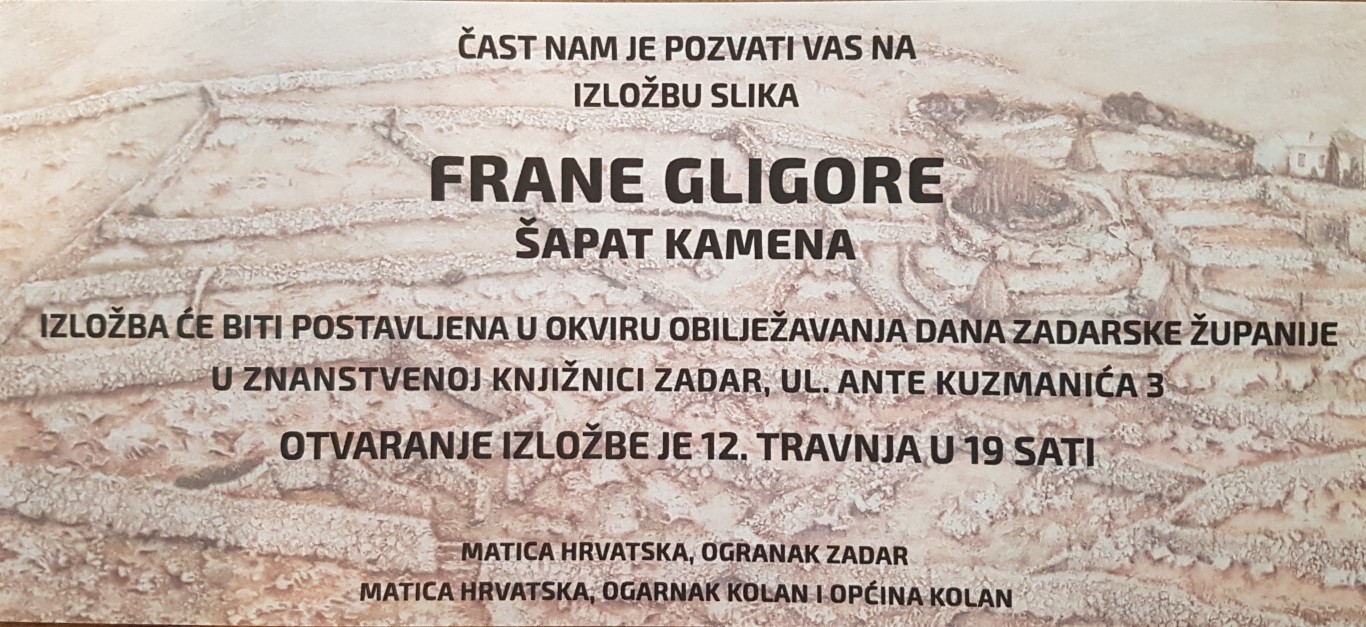 ČAST NAM JE POZVATI VAS NA
IZLOŽBU SLIKA
FRANE GLIGORE
ŠAPAT KAMENA
IZLOŽBA ĆE BITI POSTAVLJENA U OKVIRU OBILJEŽAVANJA DANA ZADARSKE ŽUPANIJE
U ZNANSTVENOJ KNJIŽNICI ZADAR, UL. ANTE KUZMANIĆA 3
OTVARANJE IZLOŽBE JE 12. TRAVNJA U 19 SATI
MATICA HRVATSKA, OGRANAK ZADAR
MATICA HRVATSKA, OGARNAK KOLAN I OPĆINA KOLAN